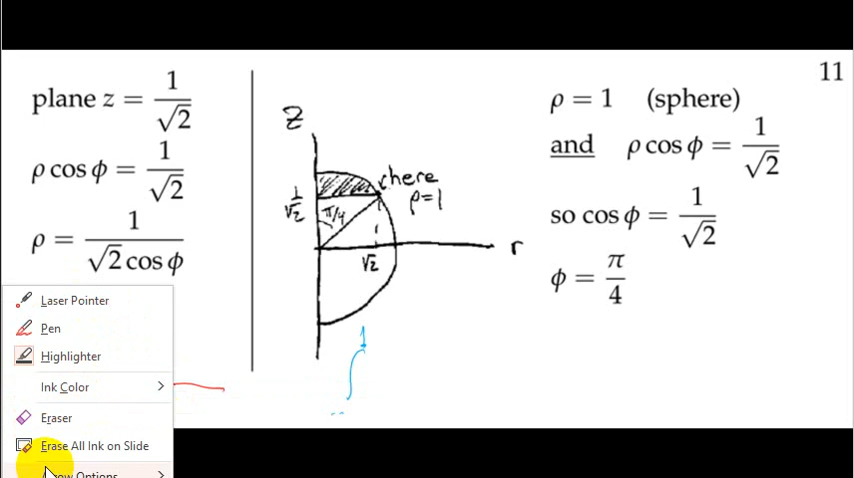 11
plane z = 1/√2
ρ cos ϕ = 1/√2
ρ = 1/(√2 cos ϕ)
Z
here
ρ=1
1/√2
π/4
1
√2
r
1
ρ = 1 (sphere)
and ρ cos ϕ = 1/√2
so cos ϕ = 1/√2
ϕ = π/4
Laser Pointer
Pen
Highlighter
Ink Color
Eraser
Erase All Ink on Slide
Options